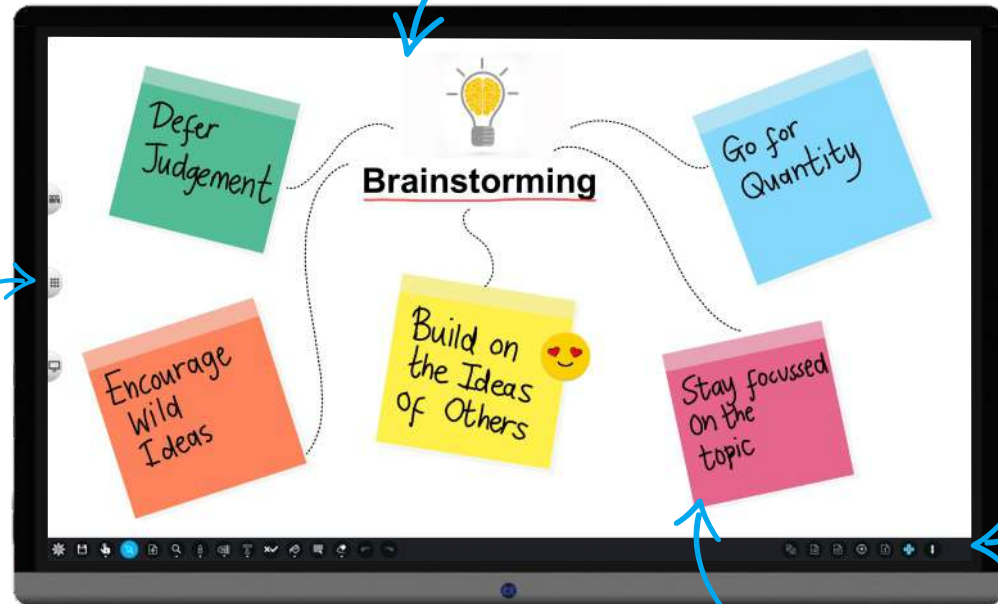 Brainstorming
Defer
Judgement
Go for
Quantity
Encourage
Wild
Ideas
Build on
the Ideas
of Others
Stay focussed
on the
topic